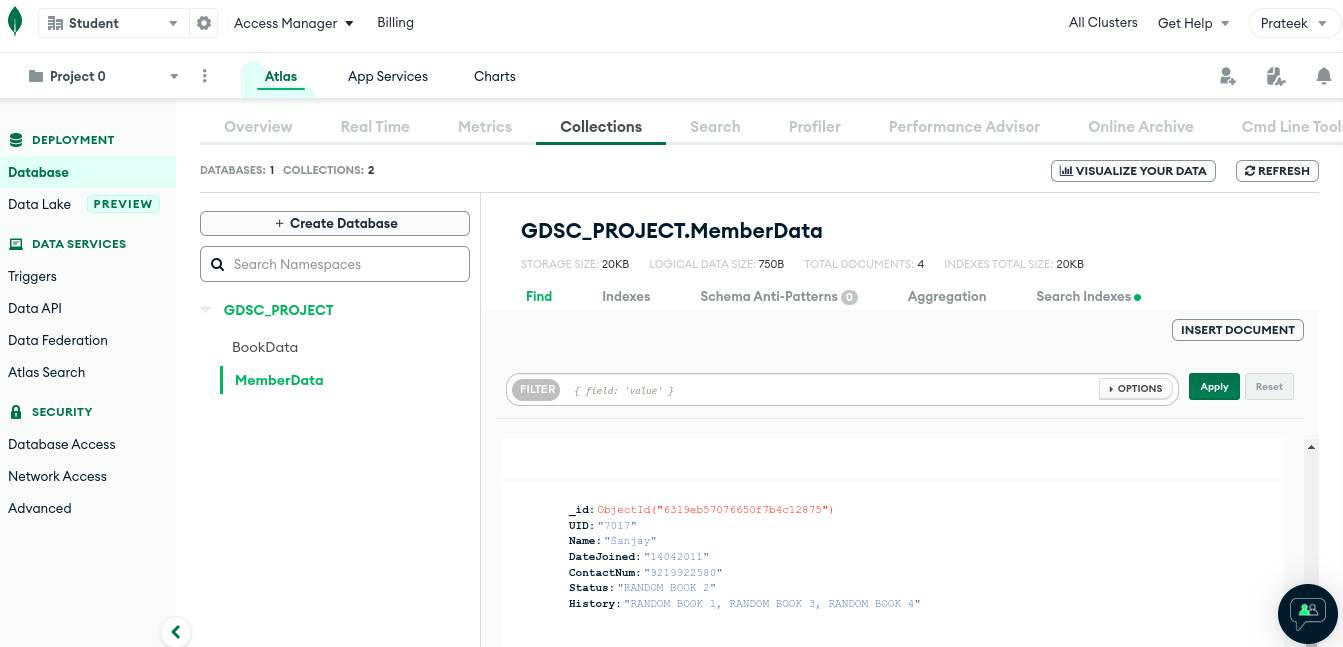 Student Access Manager Billing All Clusters Get Help Prateek
Project 0 Atlas App Services Charts
DEPLOYMENT
Database
Data Lake PREVIEW
DATA SERVICES
Triggers
Data API
Data Federation
Atlas Search
SECURITY
Database Access
Network Access
Advanced
Overview Real Time Metrics Collections Search Profiler Performance Advisor Online Archive Cmd Line Tools
DATABASES: 1 COLLECTIONS: 2 VISUALIZE YOUR DATA REFRESH
+ Create Database
Search Namespaces
GDSC_PROJECT
BookData
MemberData
GDSC_PROJECT.MemberData
STORAGE SIZE: 20KB LOGICAL DATA SIZE: 750B TOTAL DOCUMENTS: 4 INDEXES TOTAL SIZE: 20KB
Find Indexes Schema Anti-Patterns 0 Aggregation Search Indexes
INSERT DOCUMENT
FILTER { field: 'value' } OPTIONS Apply Reset
_id: ObjectId("6319eb57076650f7b4c12875")
UID: "7017"
Name: "Sanjay"
DateJoined: "14042011"
ContactNum: "9219922580"
Status: "RANDOM BOOK 2"
History: "RANDOM BOOK 1, RANDOM BOOK 3, RANDOM BOOK 4"